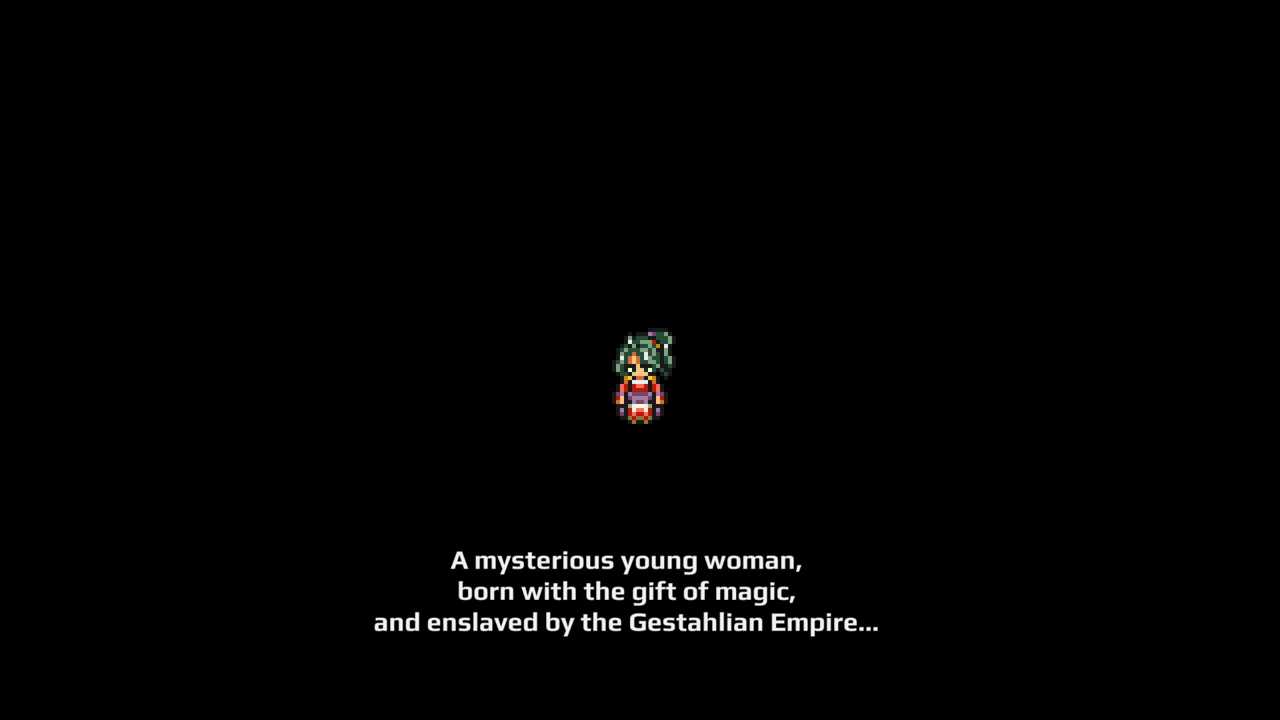 A mysterious young woman,
born with the gift of magic,
and enslaved by the Gestahlian Empire...